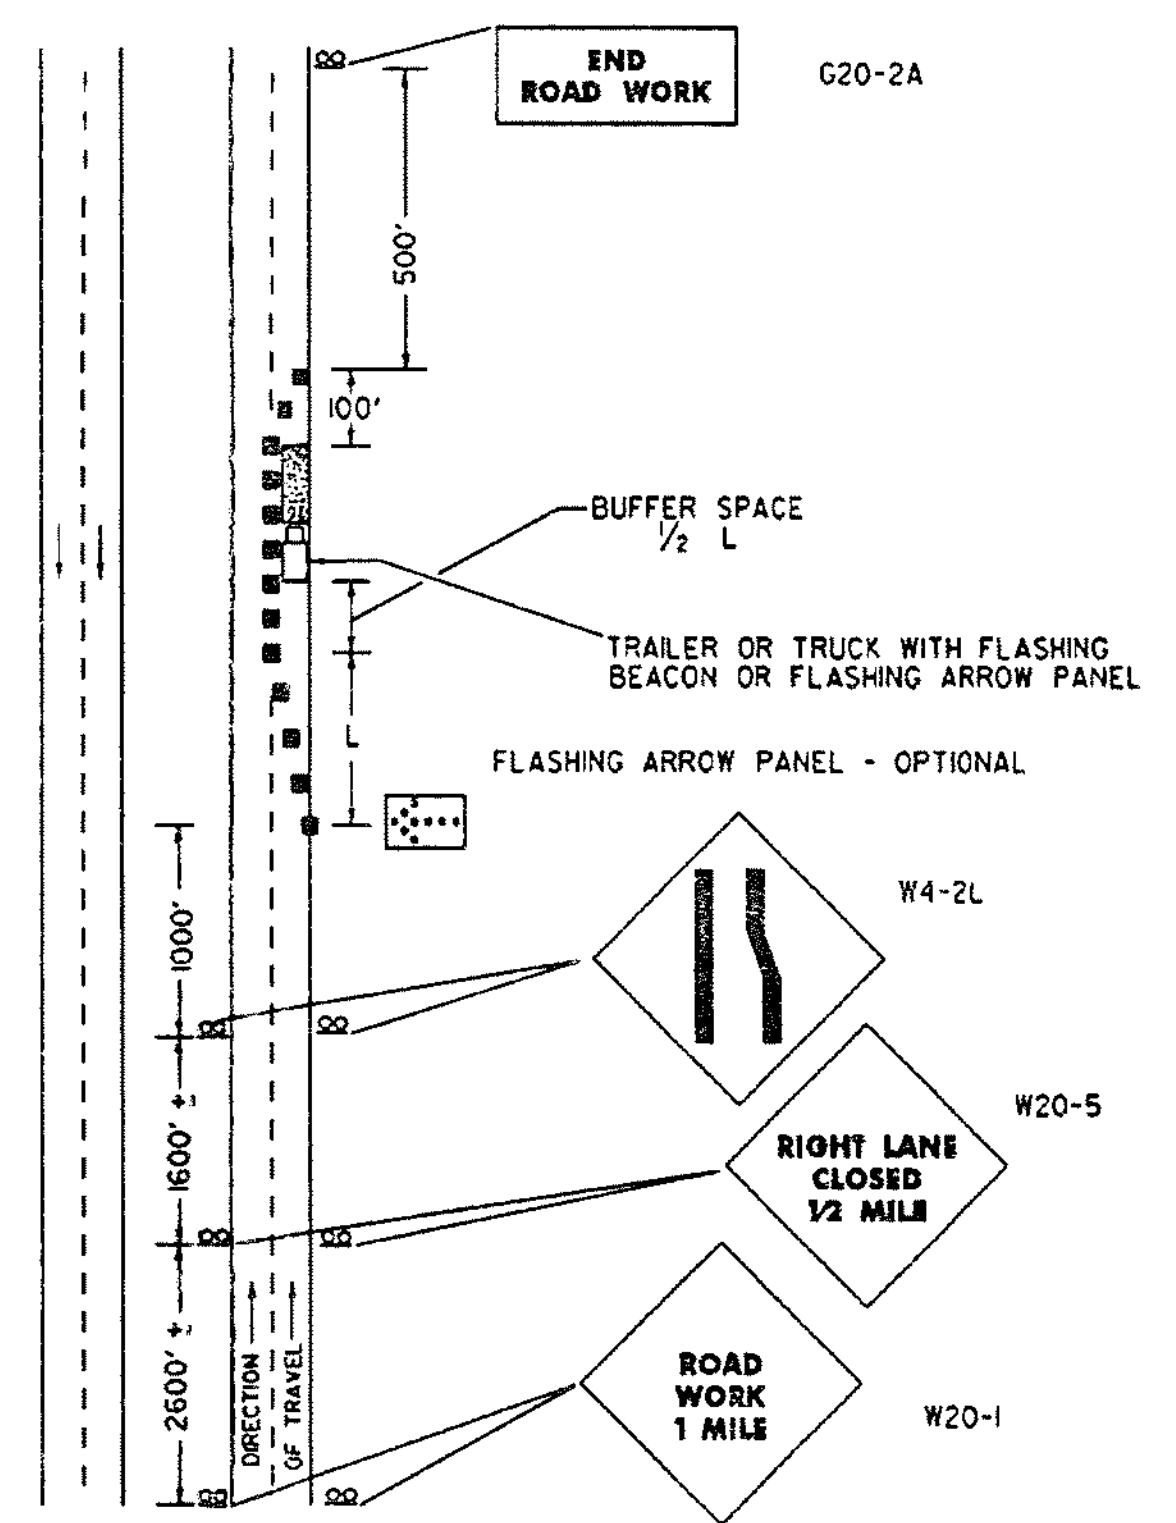 END
ROAD WORK
G20-2A
500'
100'
BUFFER SPACE
1/2 L
TRAILER OR TRUCK WITH FLASHING
BEACON OR FLASHING ARROW PANEL
L
FLASHING ARROW PANEL - OPTIONAL
W4-2L
1000'
W20-5
1600' ±
RIGHT LANE
CLOSED
1/2 MILE
2600' ±
DIRECTION
OF TRAVEL
ROAD
WORK
1 MILE
W20-1